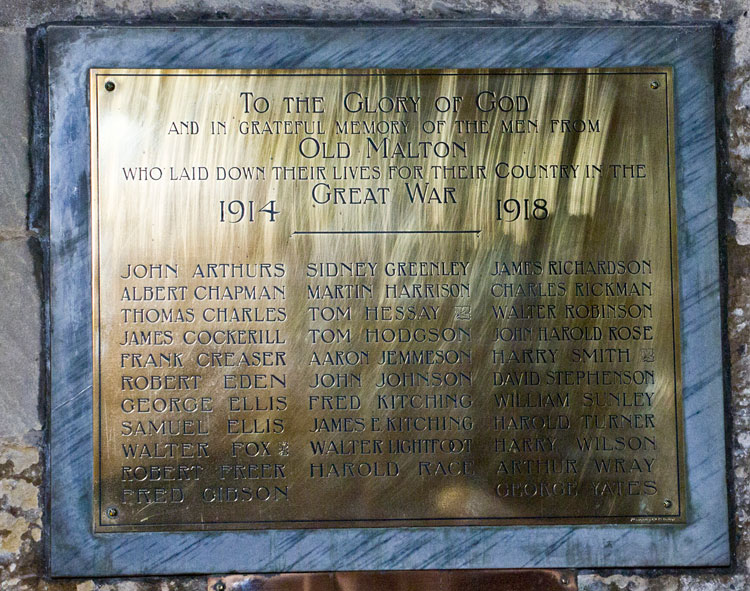 TO THE GLORY OF GOD
AND IN GRATEFUL MEMORY OF THE MEN FROM
OLD MALTON
WHO LAID DOWN THEIR LIVES FOR THEIR COUNTRY IN THE
GREAT WAR
1914 1918
JOHN ARTHURS
ALBERT CHAPMAN
THOMAS CHARLES
JAMES COCKERILL
FRANK CREASER
ROBERT EDEN
GEORGE ELLIS
SAMUEL ELLIS
WALTER FOX
ROBERT FREER
FRED GIBSON
SIDNEY GREENLEY
MARTIN HARRISON
TOM HESSAY
TOM HODGSON
AARON JEMMESON
JOHN JOHNSON
FRED KITCHING
JAMES E KITCHING
WALTER LIGHTFOOT
HAROLD RACE
JAMES RICHARDSON
CHARLES RICKMAN
WALTER ROBINSON
JOHN HAROLD ROSE
HARRY SMITH
DAVID STEPHENSON
WILLIAM SUNLEY
HAROLD TURNER
HARRY WILSON
ARTHUR WRAY
GEORGE YATES